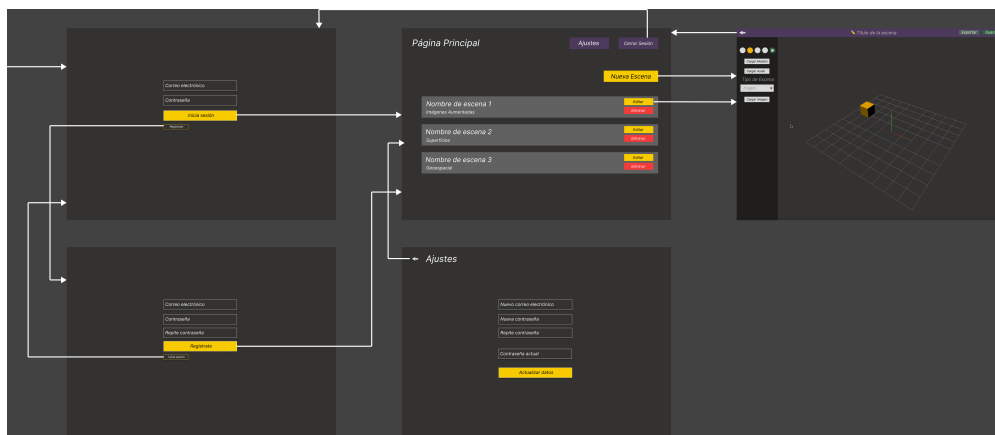 Correo electrónico
Contraseña
Inicia sesión
Regístrate
Página Principal
Ajustes
Cerrar Sesión
Nueva Escena
Nombre de escena 1
Imágenes Aumentadas
Editar
Eliminar
Nombre de escena 2
Superficies
Editar
Eliminar
Nombre de escena 3
Geoespacial
Editar
Eliminar
Título de la escena
Exportar
Cargar Modelo
Cargar Audio
Tipo de Escena
Cargar Imagen
Correo electrónico
Contraseña
Repite contraseña
Regístrate
Inicia sesión
Ajustes
Nuevo correo electrónico
Nueva contraseña
Repite contraseña
Contraseña actual
Actualizar datos